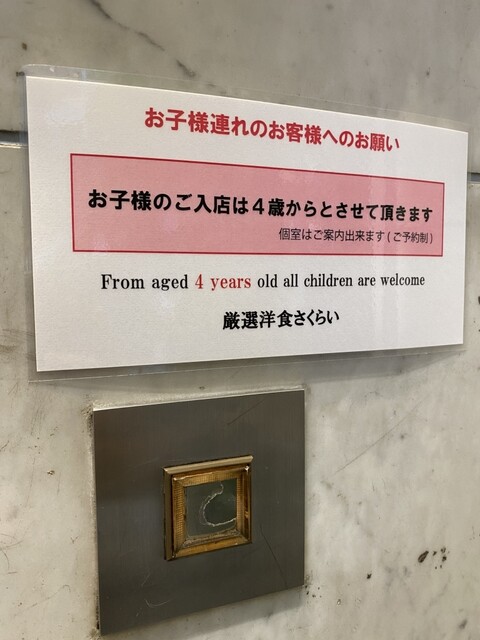 お子様連れのお客様へのお願い
お子様のご入店は４歳からとさせて頂きます
個室はご案内出来ます(ご予約制)
From aged 4 years old all children are welcome
厳選洋食さくらい